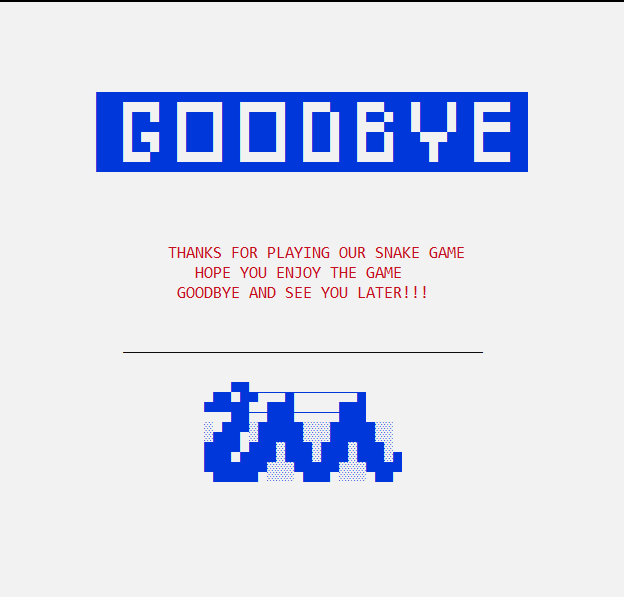 GOODBYE
THANKS FOR PLAYING OUR SNAKE GAME
HOPE YOU ENJOY THE GAME
GOODBYE AND SEE YOU LATER!!!